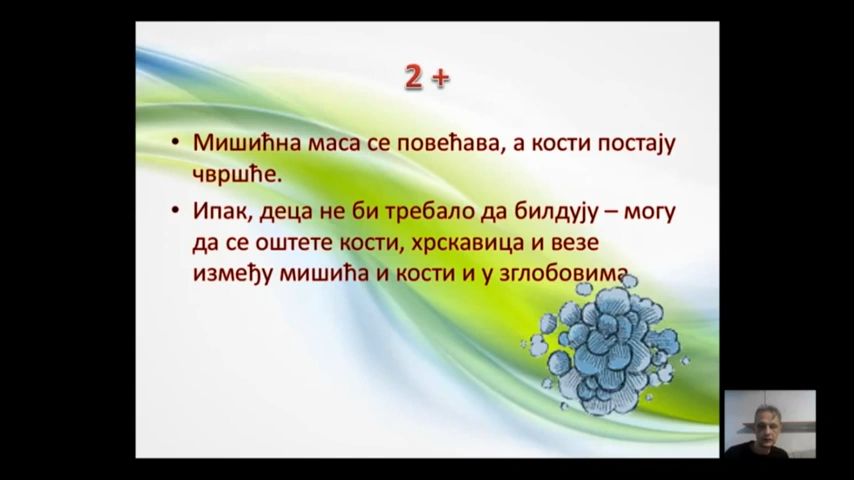 2 +
• Мишићна маса се повећава, а кости постају
чвршће.
• Ипак, деца не би требало да билдују – могу
да се оштете кости, хрскавица и везе
између мишића и кости и у зглобовима